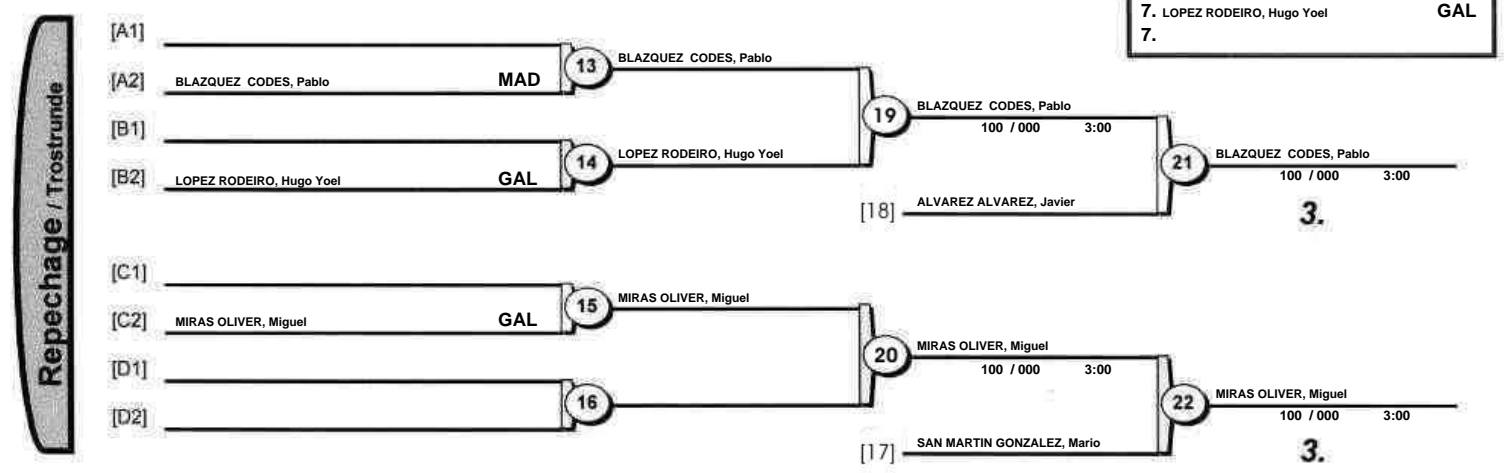 7. LOPEZ RODEIRO, Hugo Yoel GAL
7.
Repechage / Trostrunde
[A1]
[A2] BLAZQUEZ CODES, Pablo MAD
13 BLAZQUEZ CODES, Pablo
[B1]
[B2] LOPEZ RODEIRO, Hugo Yoel GAL
14 LOPEZ RODEIRO, Hugo Yoel
19 BLAZQUEZ CODES, Pablo
100 / 000 3:00
[18] ALVAREZ ALVAREZ, Javier
21 BLAZQUEZ CODES, Pablo
100 / 000 3:00
3.
[C1]
[C2] MIRAS OLIVER, Miguel GAL
15 MIRAS OLIVER, Miguel
[D1]
[D2]
16
20 MIRAS OLIVER, Miguel
100 / 000 3:00
[17] SAN MARTIN GONZALEZ, Mario
22 MIRAS OLIVER, Miguel
100 / 000 3:00
3.